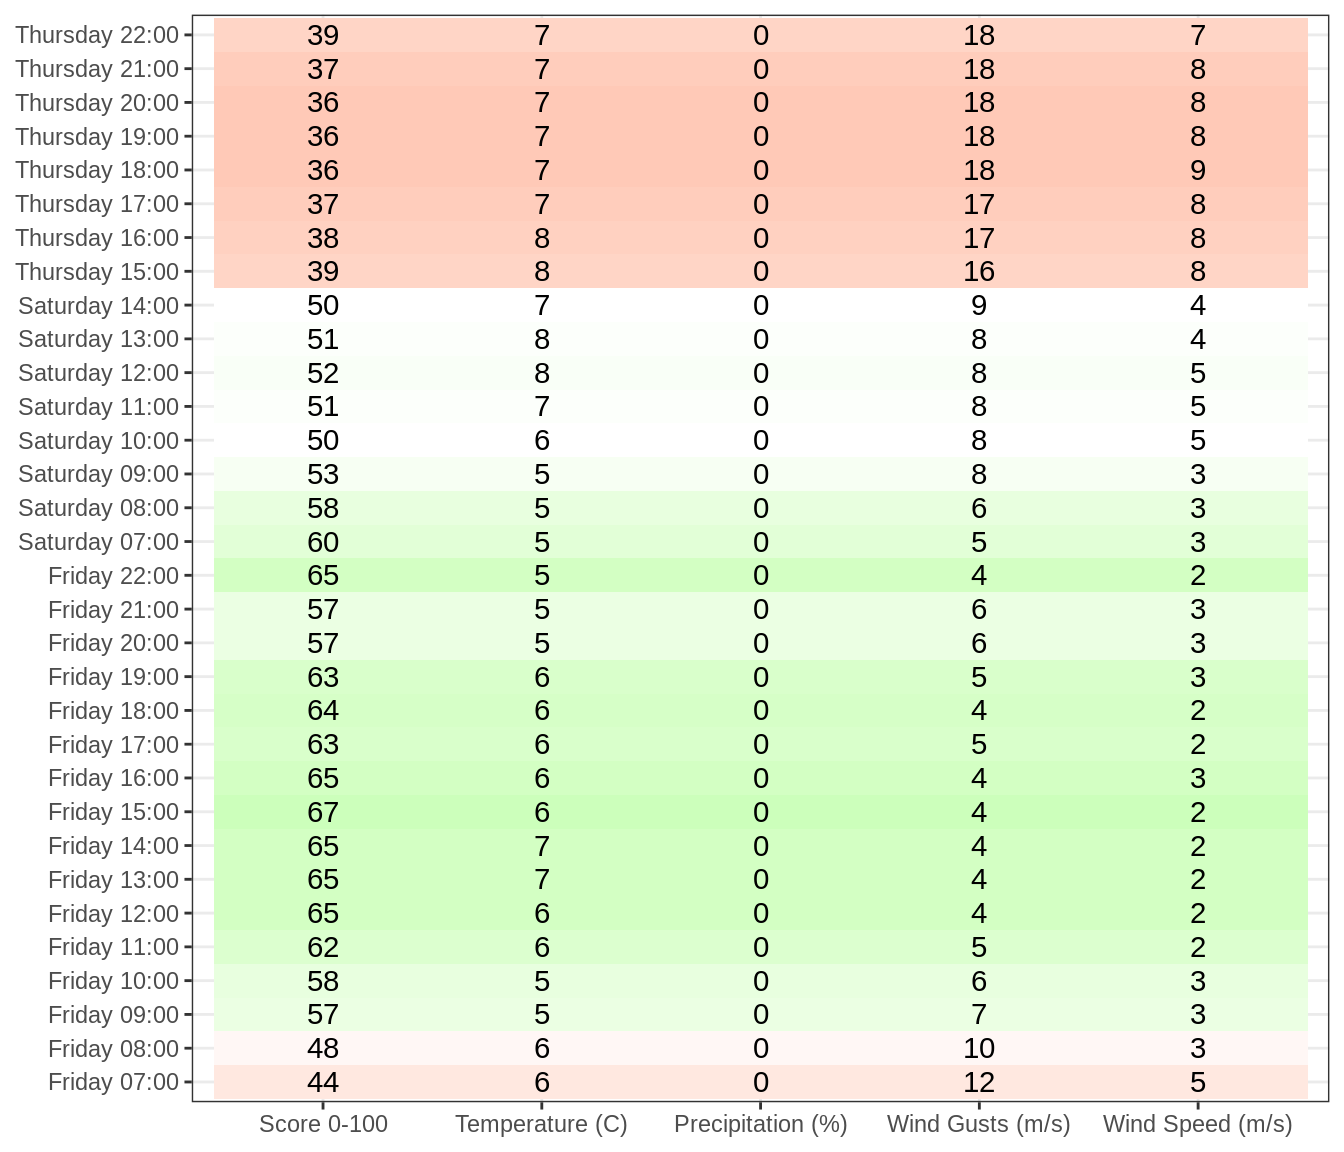 Thursday 22:00 39 7 0 18 7
Thursday 21:00 37 7 0 18 8
Thursday 20:00 36 7 0 18 8
Thursday 19:00 36 7 0 18 8
Thursday 18:00 36 7 0 18 9
Thursday 17:00 37 7 0 17 8
Thursday 16:00 38 8 0 17 8
Thursday 15:00 39 8 0 16 8
Saturday 14:00 50 7 0 9 4
Saturday 13:00 51 8 0 8 4
Saturday 12:00 52 8 0 8 5
Saturday 11:00 51 7 0 8 5
Saturday 10:00 50 6 0 8 5
Saturday 09:00 53 5 0 8 3
Saturday 08:00 58 5 0 6 3
Saturday 07:00 60 5 0 5 3
Friday 22:00 65 5 0 4 2
Friday 21:00 57 5 0 6 3
Friday 20:00 57 5 0 6 3
Friday 19:00 63 6 0 5 3
Friday 18:00 64 6 0 4 2
Friday 17:00 63 6 0 5 2
Friday 16:00 65 6 0 4 3
Friday 15:00 67 6 0 4 2
Friday 14:00 65 7 0 4 2
Friday 13:00 65 7 0 4 2
Friday 12:00 65 6 0 4 2
Friday 11:00 62 6 0 5 2
Friday 10:00 58 5 0 6 3
Friday 09:00 57 5 0 7 3
Friday 08:00 48 6 0 10 3
Friday 07:00 44 6 0 12 5
Score 0-100 Temperature (C) Precipitation (%) Wind Gusts (m/s) Wind Speed (m/s)